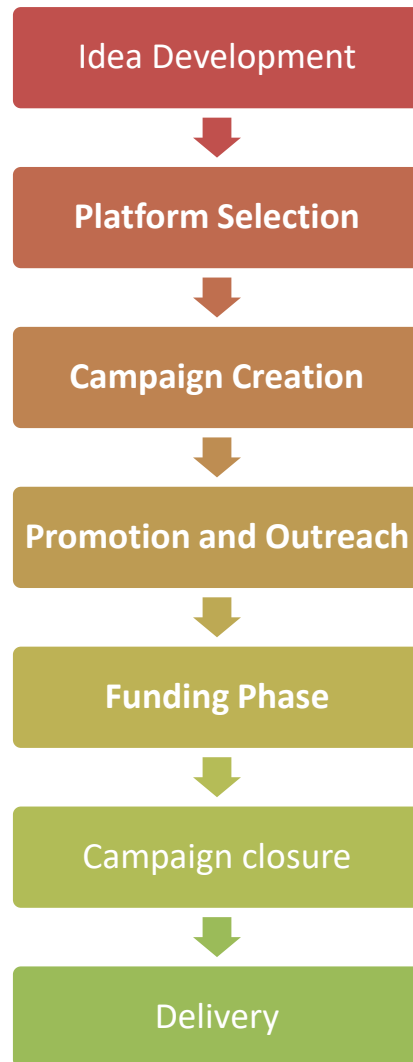 Idea Development
Platform Selection
Campaign Creation
Promotion and Outreach
Funding Phase
Campaign closure
Delivery